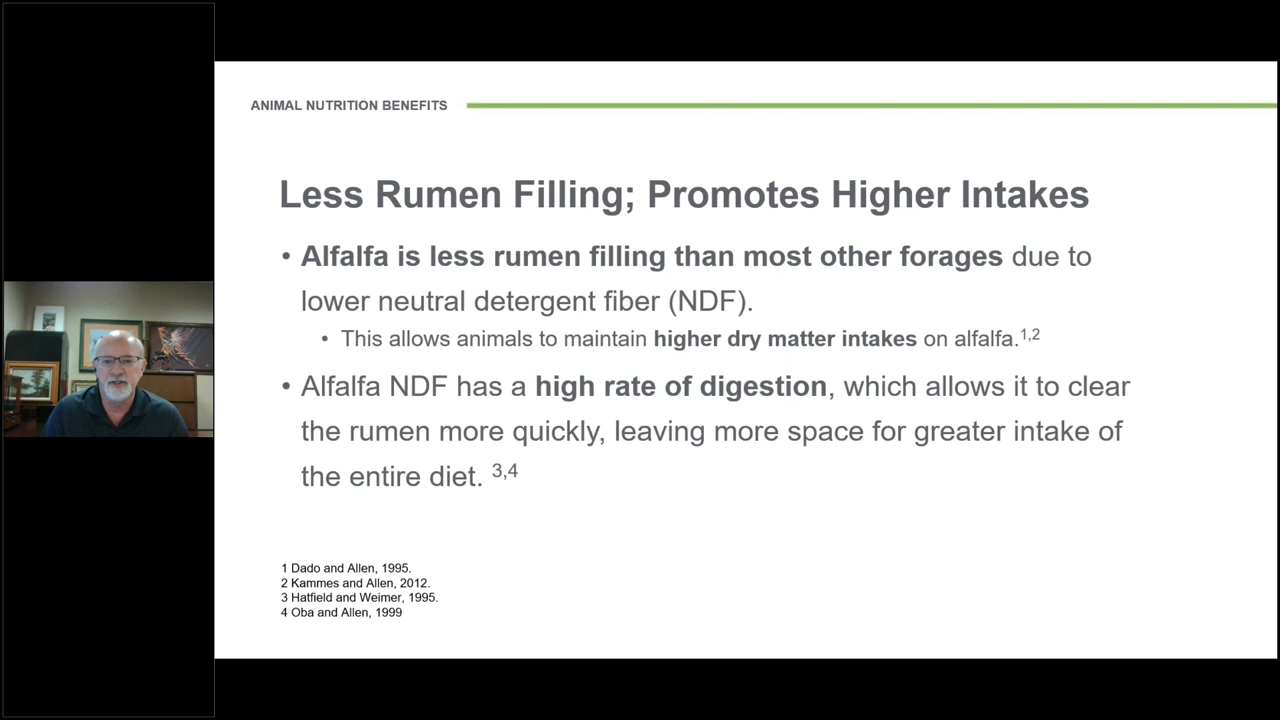 ANIMAL NUTRITION BENEFITS
Less Rumen Filling; Promotes Higher Intakes
• Alfalfa is less rumen filling than most other forages due to
lower neutral detergent fiber (NDF).
• This allows animals to maintain higher dry matter intakes on alfalfa.1,2
• Alfalfa NDF has a high rate of digestion, which allows it to clear
the rumen more quickly, leaving more space for greater intake of
the entire diet. 3,4
1 Dado and Allen, 1995.
2 Kammes and Allen, 2012.
3 Hatfield and Weimer, 1995.
4 Oba and Allen, 1999